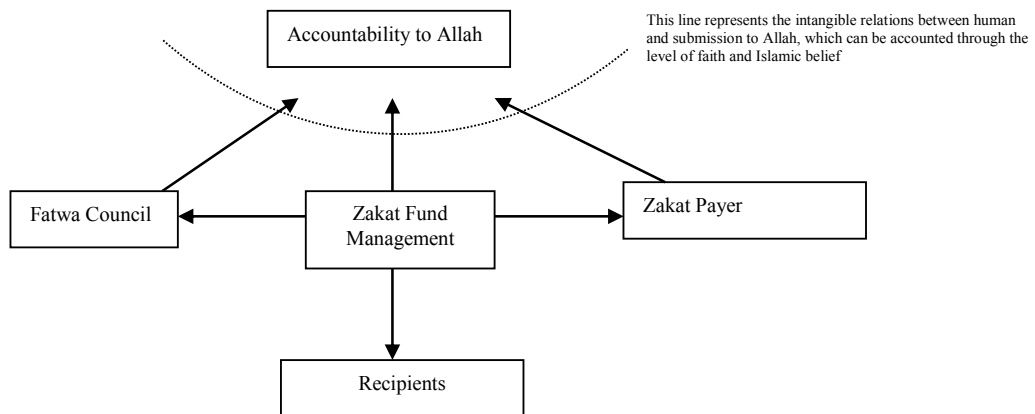 Accountability to Allah
This line represents the intangible relations between human
and submission to Allah, which can be accounted through the
level of faith and Islamic belief
Fatwa Council
Zakat Fund
Management
Zakat Payer
Recipients